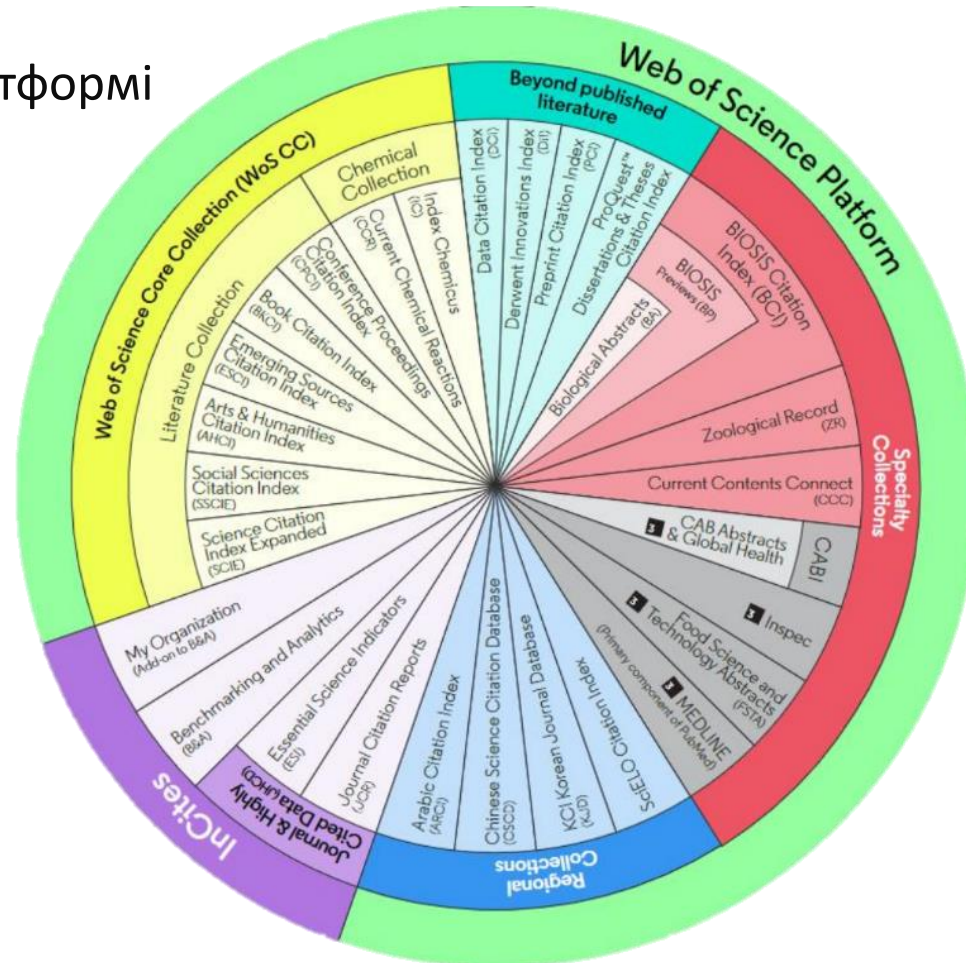 тформі
Web of Science Platform
Web of Science Core Collection (WoS CC)
Chemical
Collection
Index Chemicus
(IC)
Current Chemical Reactions
(CCR)
Literature Collection
Conference Proceedings
Citation Index
(CPCI)
Book Citation Index
(BKCI)
Emerging Sources
Citation Index
(ESCI)
Arts & Humanities
Citation Index
(AHCI)
Social Sciences
Citation Index
(SSCIE)
Science Citation
Index Expanded
(SCIE)
Beyond published
literature
Data Citation Index
(DCI)
Derwent Innovations Index
(DII)
Preprint Citation Index
(PCI)
ProQuest™
Dissertations & Theses
Citation Index
Specialty
Collections
BIOSIS Citation
Index (BCI)
BIOSIS
Previews (BP)
Biological Abstracts
(BA)
Zoological Record
(ZR)
Current Contents Connect
(CCC)
CABI
3 CAB Abstracts
& Global Health
3 Inspec
Food Science and
3 Technology Abstracts
(FSTA)
3 MEDLINE
(Primary component of PubMed)
Regional
Collections
SciELO Citation Index
KCI Korean Journal Database
(KJD)
Chinese Science Citation Database
(CSCD)
Arabic Citation Index
(ARCI)
InCites
Journal & Highly
Cited Data (JHCD)
Journal Citation Reports
(JCR)
Essential Science Indicators
(ESI)
Benchmarking and Analytics
(B&A)
My Organization
(Add-on to B&A)